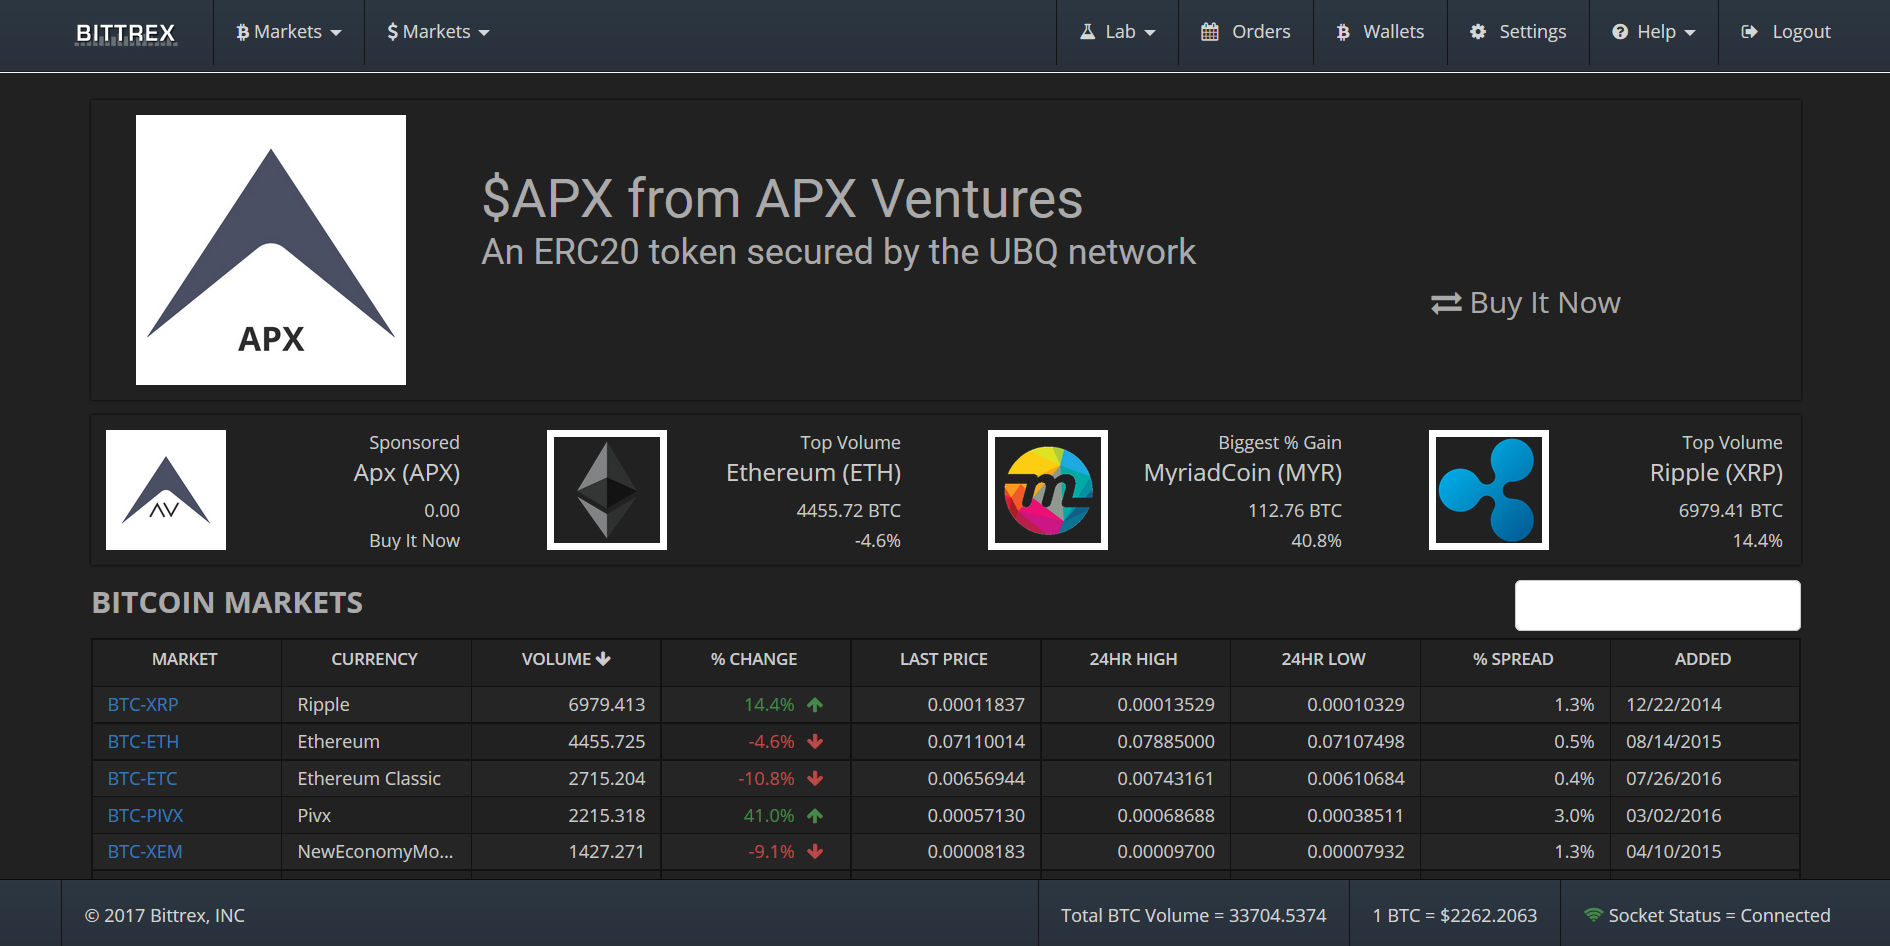 BITTREX Markets $ Markets Lab Orders Wallets Settings Help Logout
$APX from APX Ventures
An ERC20 token secured by the UBQ network
Buy It Now
APX
Sponsored
Apx (APX)
0.00
Buy It Now
Top Volume
Ethereum (ETH)
4455.72 BTC
-4.6%
m
Biggest % Gain
MyriadCoin (MYR)
112.76 BTC
40.8%
Top Volume
Ripple (XRP)
6979.41 BTC
14.4%
BITCOIN MARKETS
MARKET CURRENCY VOLUME % CHANGE LAST PRICE 24HR HIGH 24HR LOW % SPREAD ADDED
BTC-XRP Ripple 6979.413 14.4% 0.00011837 0.00013529 0.00010329 1.3% 12/22/2014
BTC-ETH Ethereum 4455.725 -4.6% 0.07110014 0.07885000 0.07107498 0.5% 08/14/2015
BTC-ETC Ethereum Classic 2715.204 -10.8% 0.00656944 0.00743161 0.00610684 0.4% 07/26/2016
BTC-PIVX Pivx 2215.318 41.0% 0.00057130 0.00068688 0.00038511 3.0% 03/02/2016
BTC-XEM NewEconomyMo... 1427.271 -9.1% 0.00008183 0.00009700 0.00007932 1.3% 04/10/2015
© 2017 Bittrex, INC Total BTC Volume = 33704.5374 1 BTC = $2262.2063 Socket Status = Connected